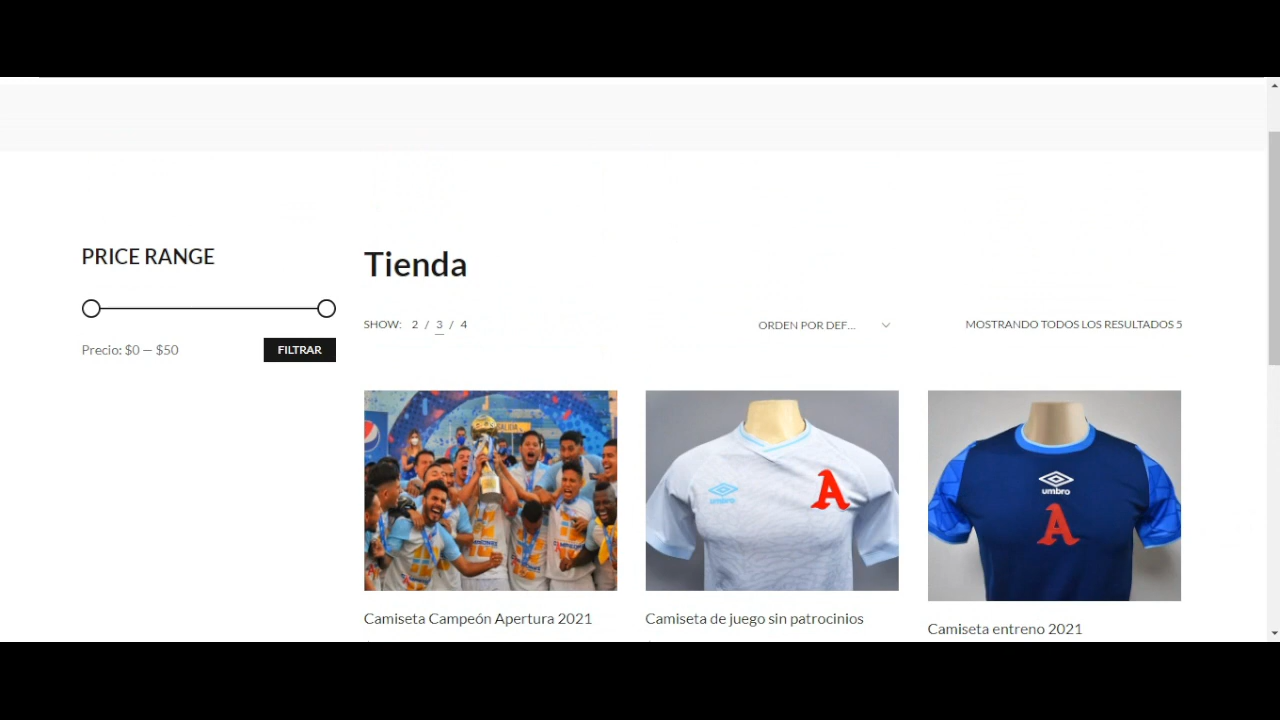 PRICE RANGE
Precio: $0 — $50
FILTRAR
Tienda
SHOW: 2 / 3 / 4
ORDEN POR DEF...
MOSTRANDO TODOS LOS RESULTADOS 5
SALIDA
umbro
A
umbro
A
Camiseta Campeón Apertura 2021
Camiseta de juego sin patrocinios
Camiseta entreno 2021